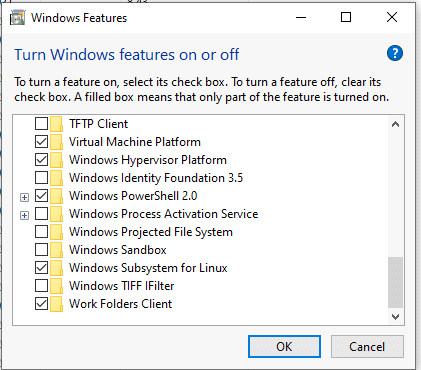 Windows Features
Turn Windows features on or off
To turn a feature on, select its check box. To turn a feature off, clear its
check box. A filled box means that only part of the feature is turned on.
TFTP Client
Virtual Machine Platform
Windows Hypervisor Platform
Windows Identity Foundation 3.5
Windows PowerShell 2.0
Windows Process Activation Service
Windows Projected File System
Windows Sandbox
Windows Subsystem for Linux
Windows TIFF IFilter
Work Folders Client
OK
Cancel